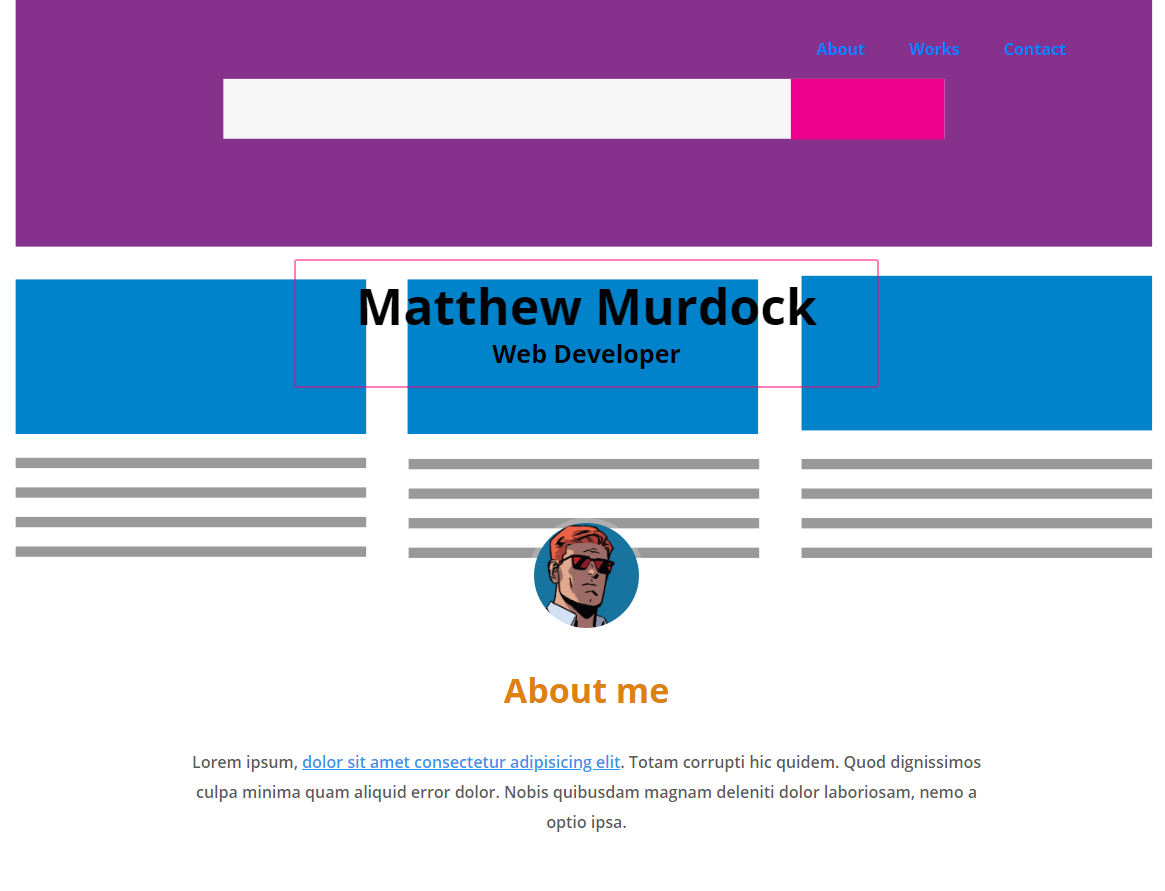 About Works Contact
Matthew Murdock
Web Developer
About me
Lorem ipsum, dolor sit amet consectetur adipisicing elit. Totam corrupti hic quidem. Quod dignissimos
culpa minima quam aliquid error dolor. Nobis quibusdam magnam deleniti dolor laboriosam, nemo a
optio ipsa.